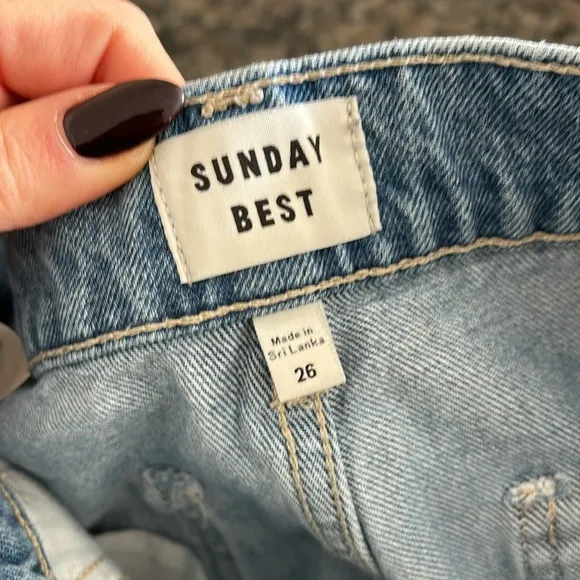 SUNDAY
BEST
Made in
Sri Lanka
26